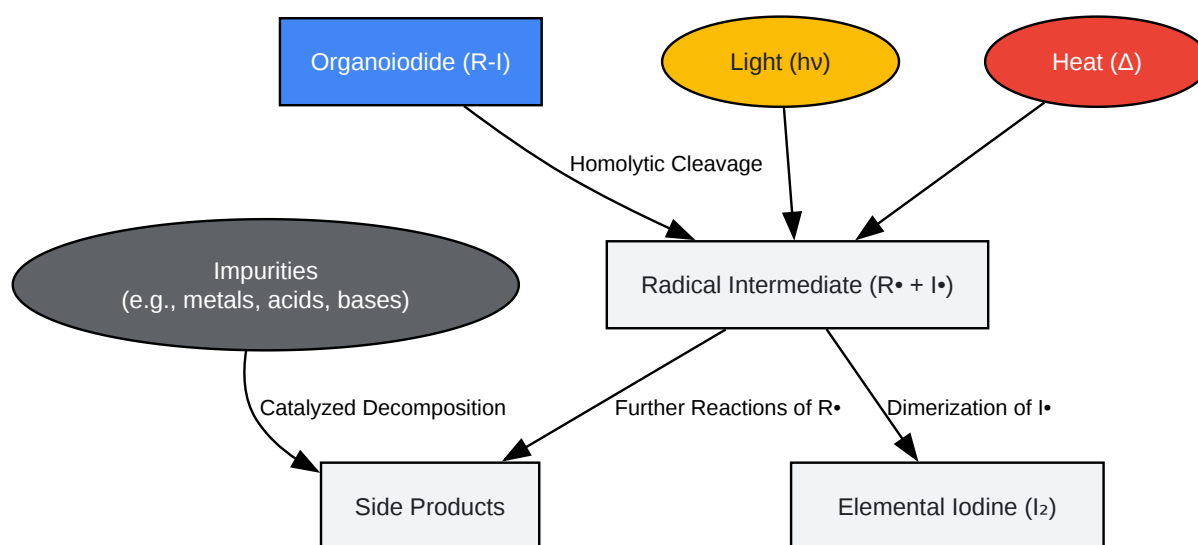 Organoiodide (R-I)
Light (hν)
Heat (Δ)
Homolytic Cleavage
Impurities
(e.g., metals, acids, bases)
Radical Intermediate (R• + I•)
Catalyzed Decomposition
Further Reactions of R•
Dimerization of I•
Side Products
Elemental Iodine (I₂)